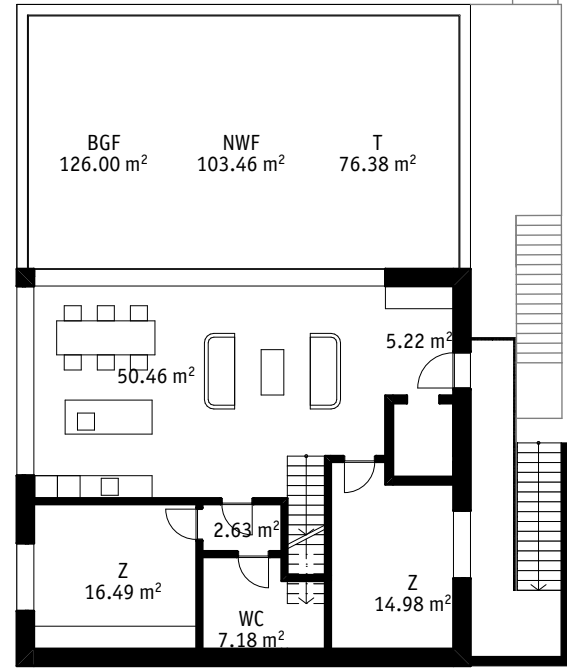 BGF
126.00 m²
NWF
103.46 m²
T
76.38 m²
5.22 m²
50.46 m²
2.63 m²
Z
16.49 m²
WC
7.18 m²
Z
14.98 m²